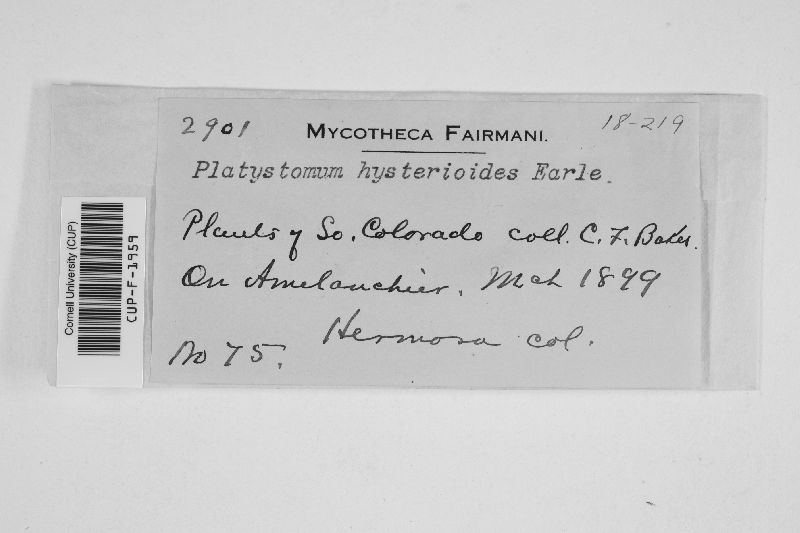 2901 MYCOTHECA FAIRMANI. 18-219
Platystomum hysterioides Earle.
Plants of So. Colorado coll. C. F. Baker.
On Amelanchier. Mch 1899
Hermosa col.
No 75.
Cornell University (CUP)
CUP-F-1959